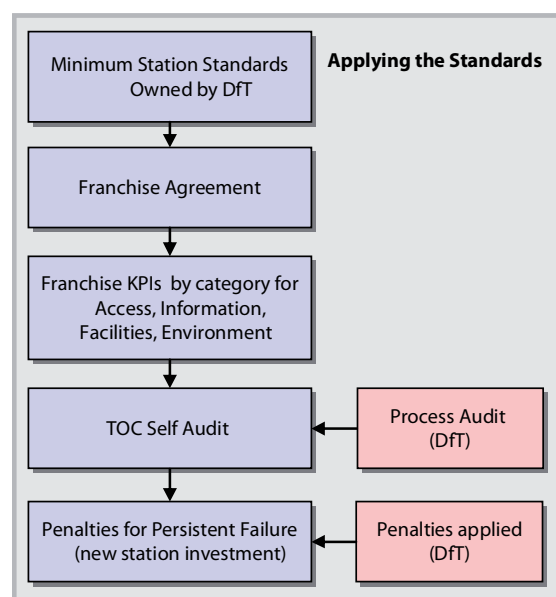 Applying the Standards
Minimum Station Standards
Owned by DfT
Franchise Agreement
Franchise KPIs by category for
Access, Information,
Facilities, Environment
TOC Self Audit
Process Audit
(DfT)
Penalties for Persistent Failure
(new station investment)
Penalties applied
(DfT)